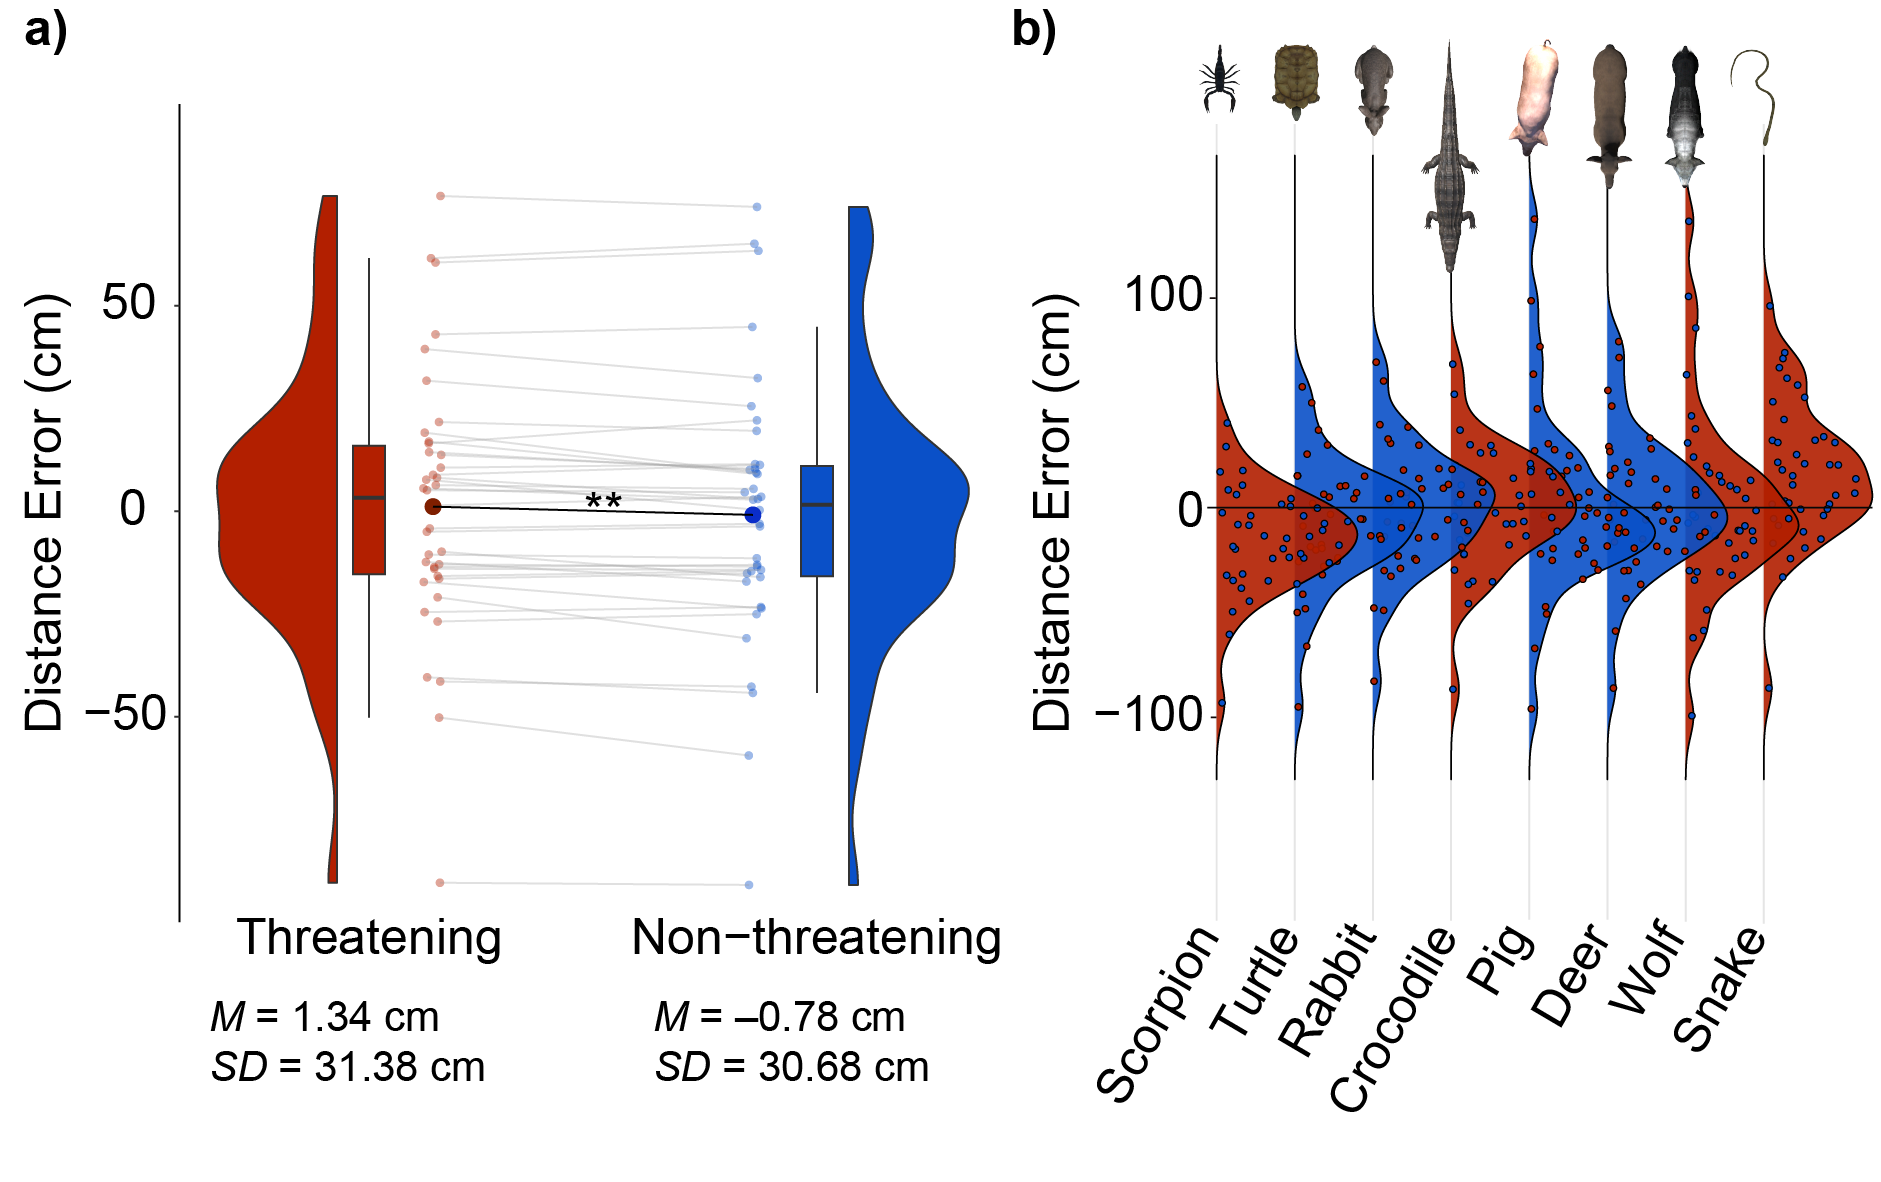 a)
Distance Error (cm)
50
0
−50
**
Threatening
Non−threatening
M = 1.34 cm
SD = 31.38 cm
M = –0.78 cm
SD = 30.68 cm
b)
Distance Error (cm)
100
0
−100
Scorpion
Turtle
Rabbit
Crocodile
Pig
Deer
Wolf
Snake